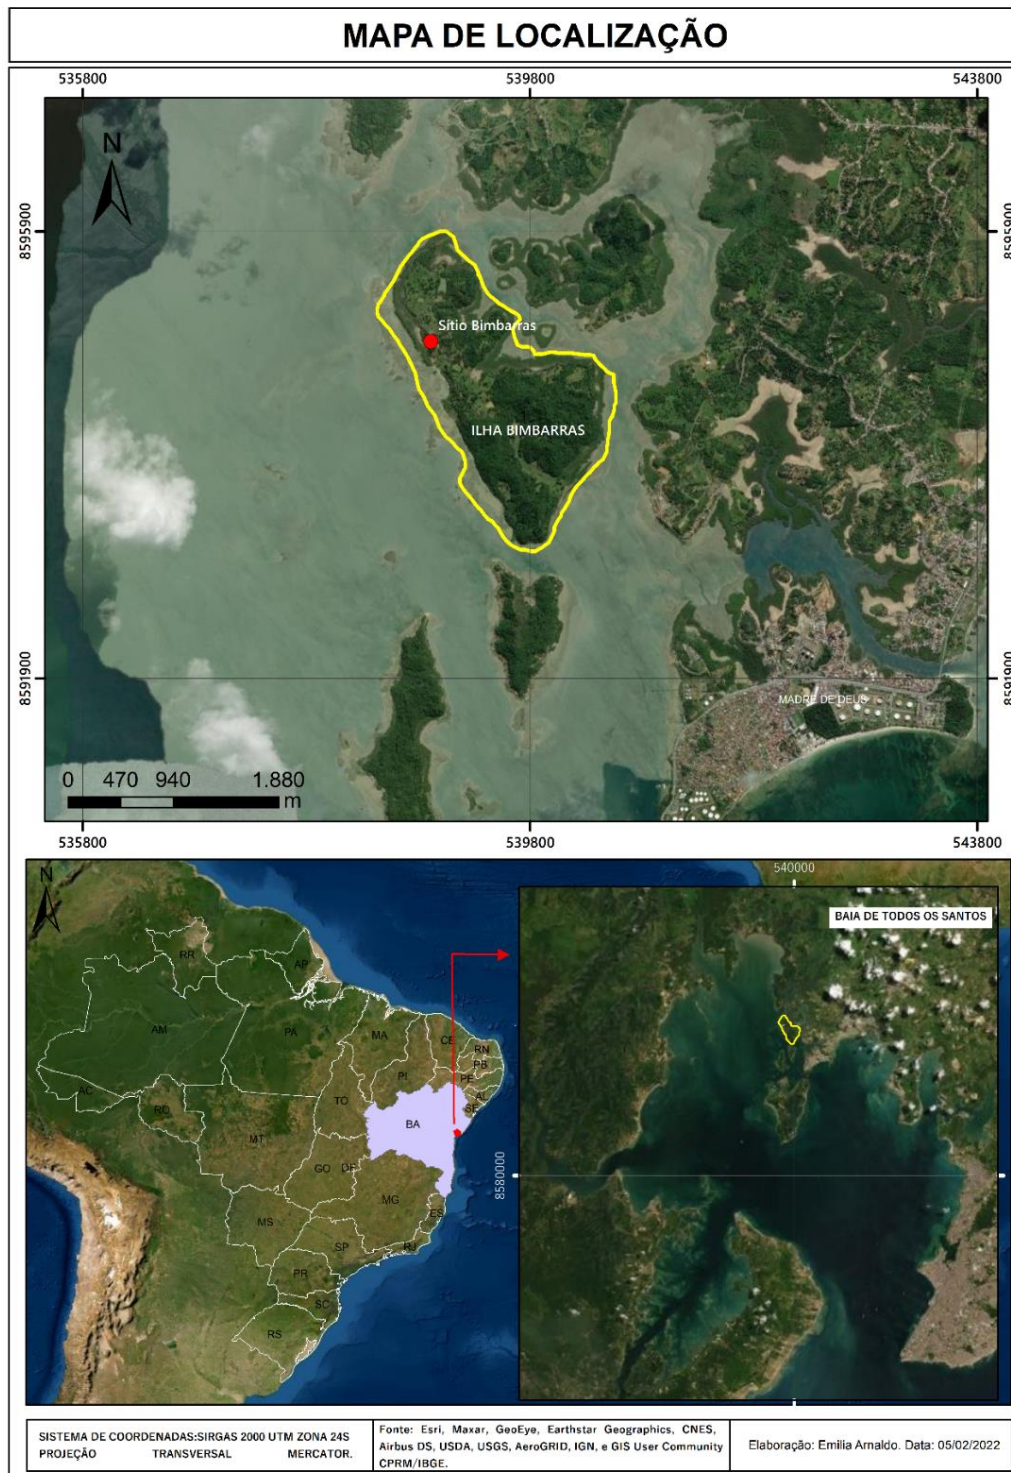 MAPA DE LOCALIZAÇÃO
535800 539800 543800
N
8595900 8595900
Sítio Bimbarras
ILHA BIMBARRAS
8591900 8591900
MADRE DE DEUS
0 470 940 1.880
m
535800 539800 543800
N
540000
BAIA DE TODOS OS SANTOS
RR
AP
AM
PA
MA
CE
RN
PB
PI
PE
AC
AL
TO
SE
RO
BA
MT
8580000
GO
DF
MG
MS
ES
SP
RJ
PR
SC
RS
SISTEMA DE COORDENADAS:SIRGAS 2000 UTM ZONA 24S
PROJEÇÃO TRANSVERSAL MERCATOR.
Fonte: Esri, Maxar, GeoEye, Earthstar Geographics, CNES,
Airbus DS, USDA, USGS, AeroGRID, IGN, e GIS User Community
CPRM/IBGE.
Elaboração: Emilia Arnaldo. Data: 05/02/2022